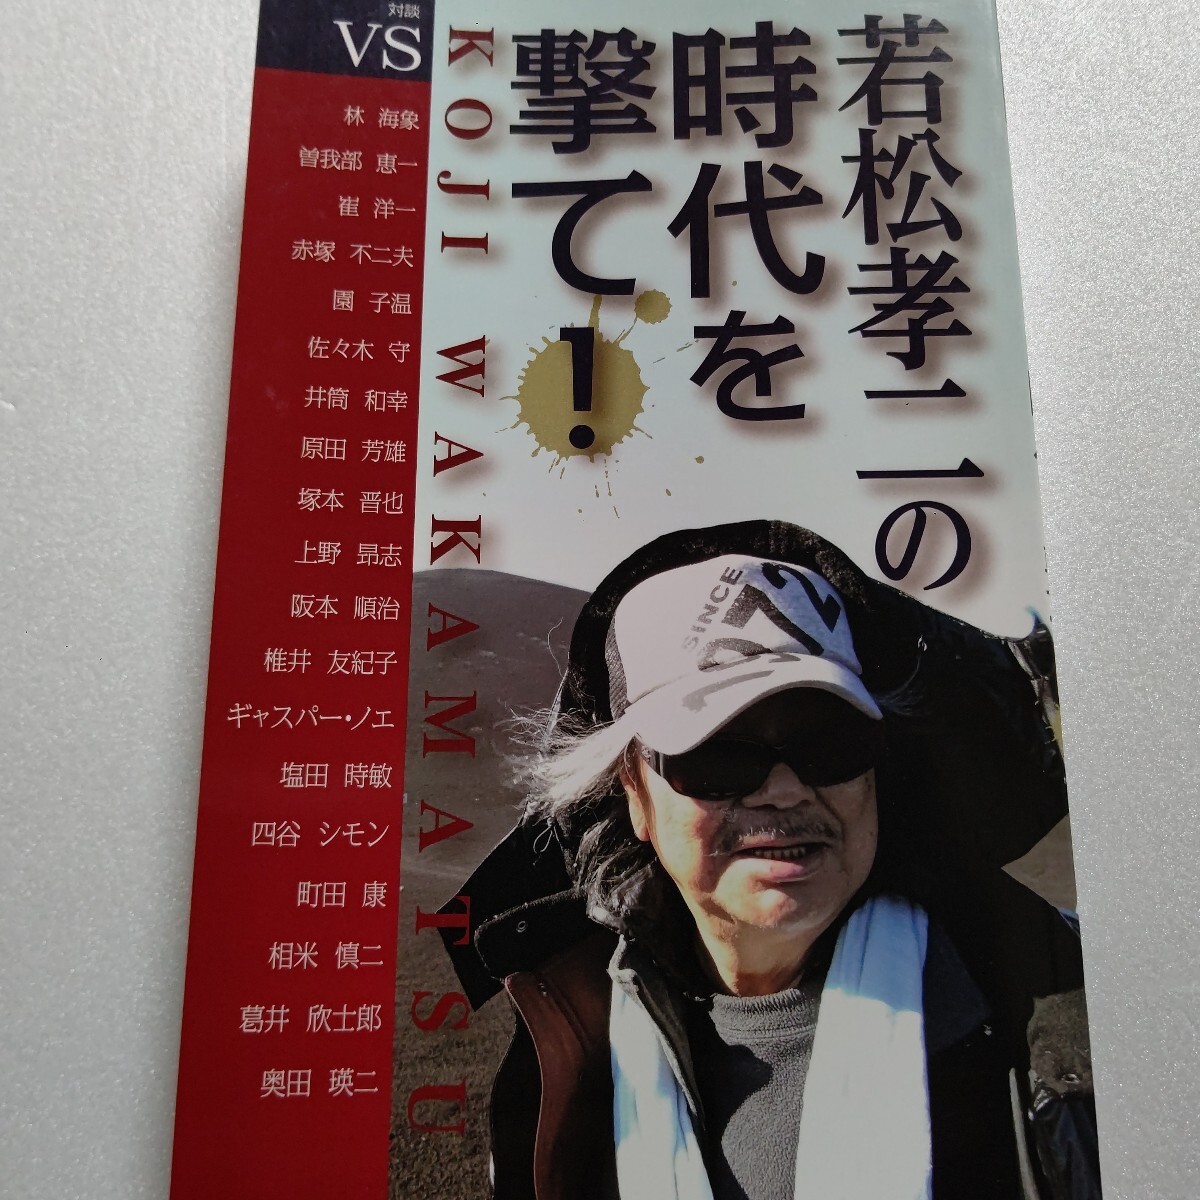 若松孝二の
時代を
撃て!
KOJI WAKAMATSU
対談
VS
林 海象
曽我部 恵一
崔 洋一
赤塚 不二夫
園 子温
佐々木 守
井筒 和幸
原田 芳雄
塚本 晋也
上野 昻志
阪本 順治
椎井 友紀子
ギャスパー・ノエ
塩田 時敏
四谷 シモン
町田 康
相米 慎二
葛井 欣士郎
奥田 瑛二
SINCE
1972